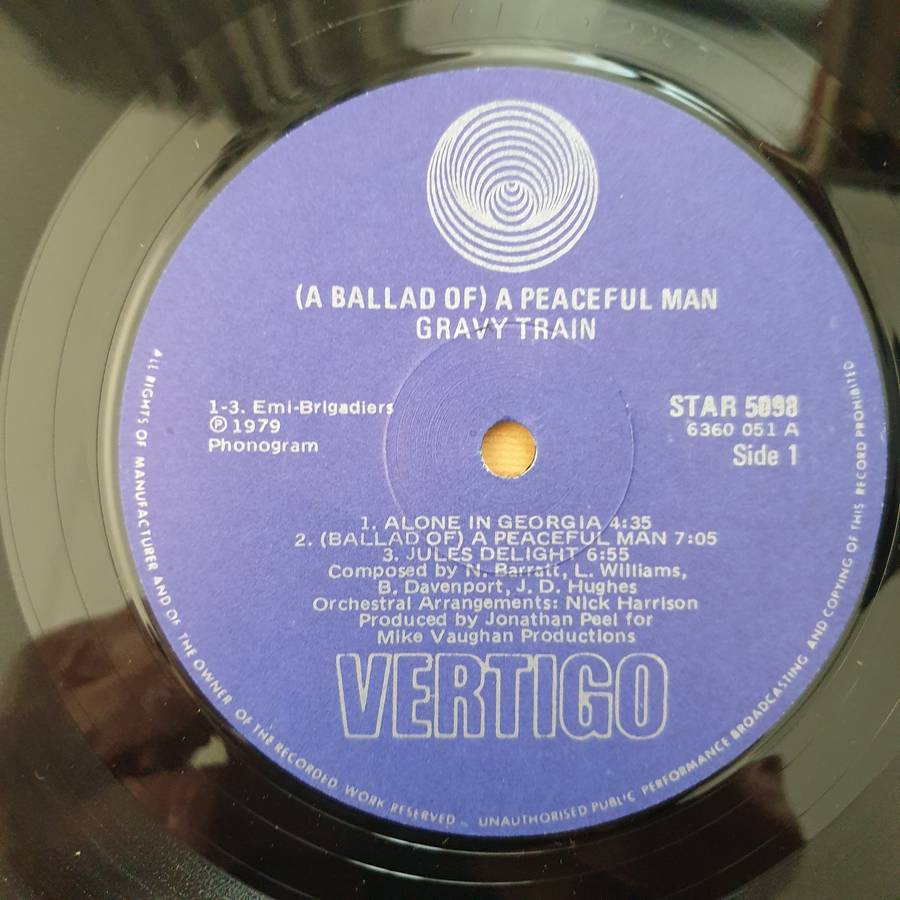 (A BALLAD OF) A PEACEFUL MAN
GRAVY TRAIN
1-3. Emi-Brigadiers
Ⓟ 1979
Phonogram
STAR 5098
6360 051 A
Side 1
1. ALONE IN GEORGIA 4:35
2. (BALLAD OF) A PEACEFUL MAN 7:05
3. JULES DELIGHT 6:55
Composed by N. Barratt, L. Williams,
B. Davenport, J. D. Hughes
Orchestral Arrangements: Nick Harrison
Produced by Jonathan Peel for
Mike Vaughan Productions
VERTIGO
ALL RIGHTS OF MANUFACTURER AND OF THE OWNER OF THE RECORDED WORK RESERVED - UNAUTHORISED PUBLIC PERFORMANCE BROADCASTING AND COPYING OF THIS RECORD PROHIBITED